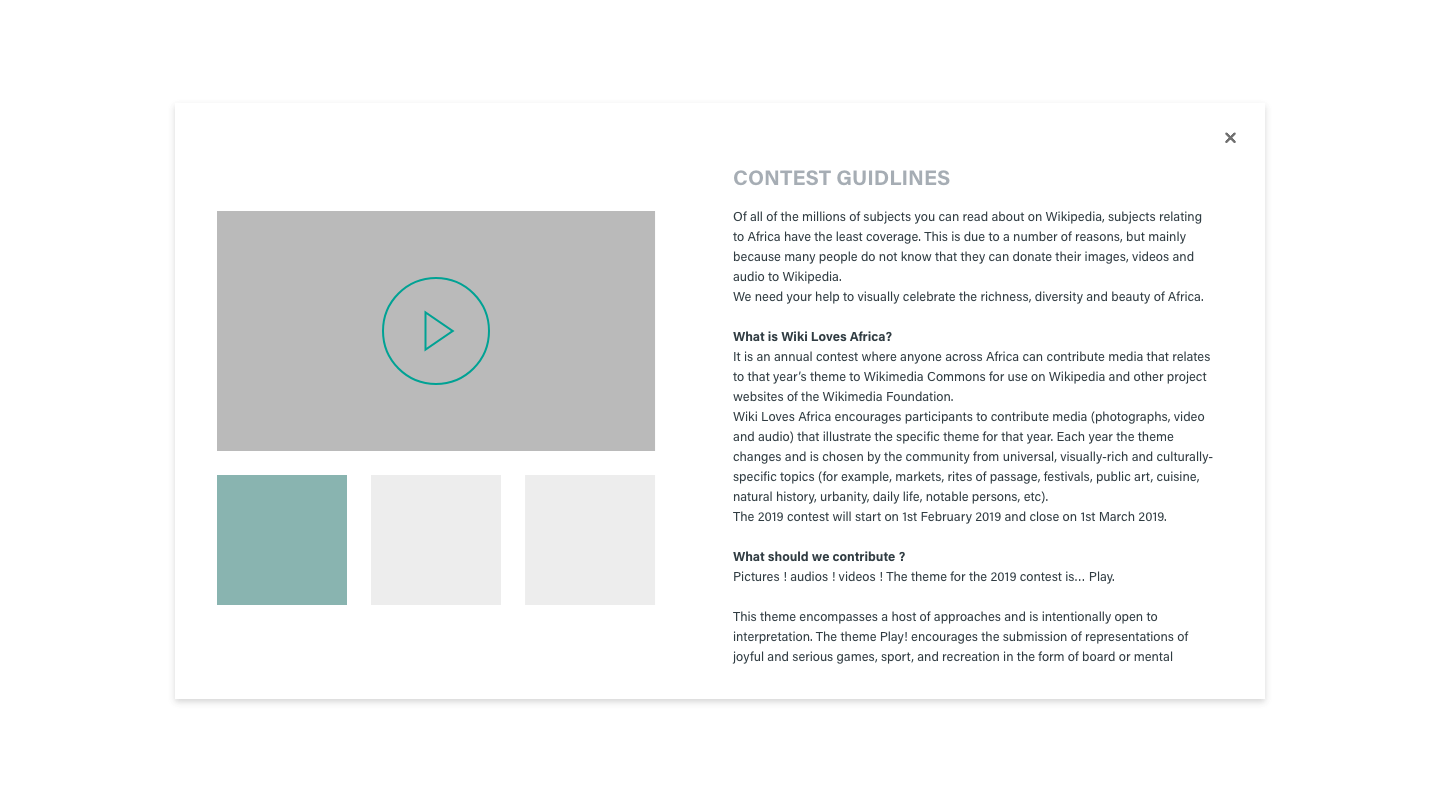 CONTEST GUIDLINES
Of all of the millions of subjects you can read about on Wikipedia, subjects relating
to Africa have the least coverage. This is due to a number of reasons, but mainly
because many people do not know that they can donate their images, videos and
audio to Wikipedia.
We need your help to visually celebrate the richness, diversity and beauty of Africa.
What is Wiki Loves Africa?
It is an annual contest where anyone across Africa can contribute media that relates
to that year’s theme to Wikimedia Commons for use on Wikipedia and other project
websites of the Wikimedia Foundation.
Wiki Loves Africa encourages participants to contribute media (photographs, video
and audio) that illustrate the specific theme for that year. Each year the theme
changes and is chosen by the community from universal, visually-rich and culturally-
specific topics (for example, markets, rites of passage, festivals, public art, cuisine,
natural history, urbanity, daily life, notable persons, etc).
The 2019 contest will start on 1st February 2019 and close on 1st March 2019.
What should we contribute ?
Pictures ! audios ! videos ! The theme for the 2019 contest is… Play.
This theme encompasses a host of approaches and is intentionally open to
interpretation. The theme Play! encourages the submission of representations of
joyful and serious games, sport, and recreation in the form of board or mental